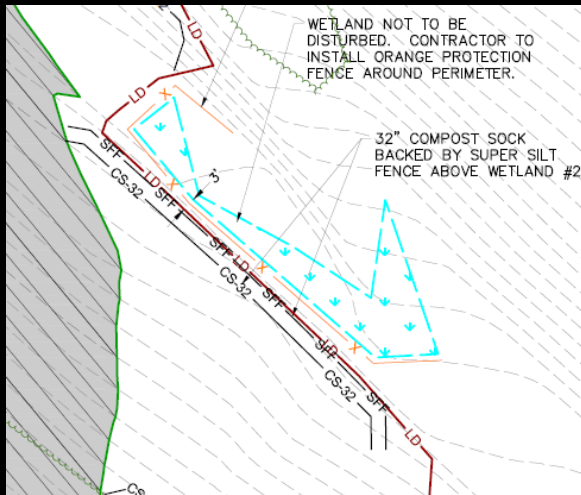 WETLAND NOT TO BE
DISTURBED. CONTRACTOR TO
INSTALL ORANGE PROTECTION
FENCE AROUND PERIMETER.
LD
LD
X
32" COMPOST SOCK
BACKED BY SUPER SILT
FENCE ABOVE WETLAND #2
SFF
LD
3'
X
CS-32
SFF
SFF
LD
X
CS-32
SFF
SFF
LD
X
CS-32
SFF
LD
CS